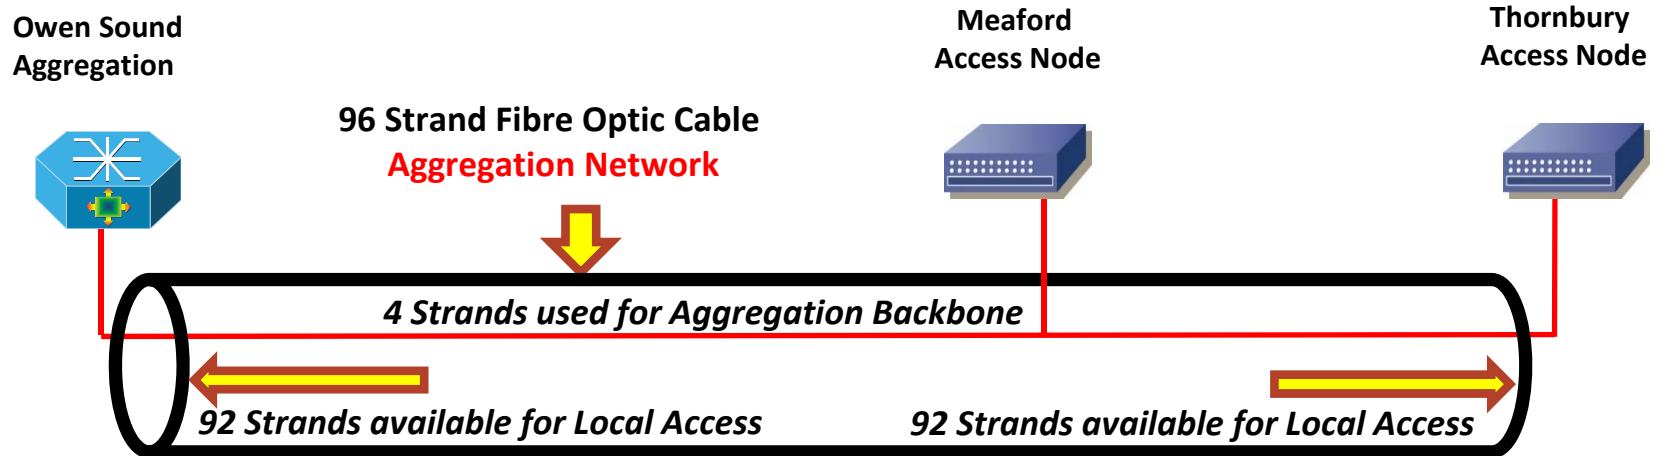 Owen Sound
Aggregation
Meaford
Access Node
Thornbury
Access Node
96 Strand Fibre Optic Cable
Aggregation Network
4 Strands used for Aggregation Backbone
92 Strands available for Local Access
92 Strands available for Local Access